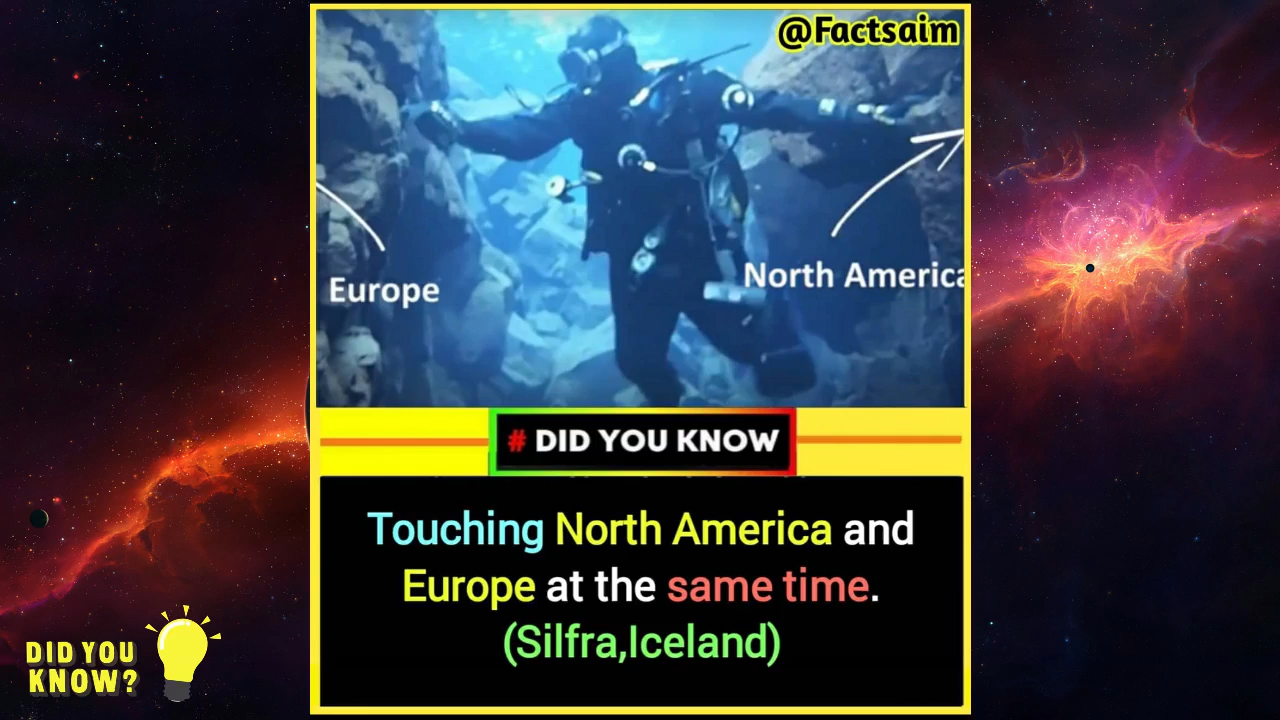 @Factsaim
Europe
North America
# DID YOU KNOW
Touching North America and
Europe at the same time.
(Silfra,Iceland)
DID YOU
KNOW?